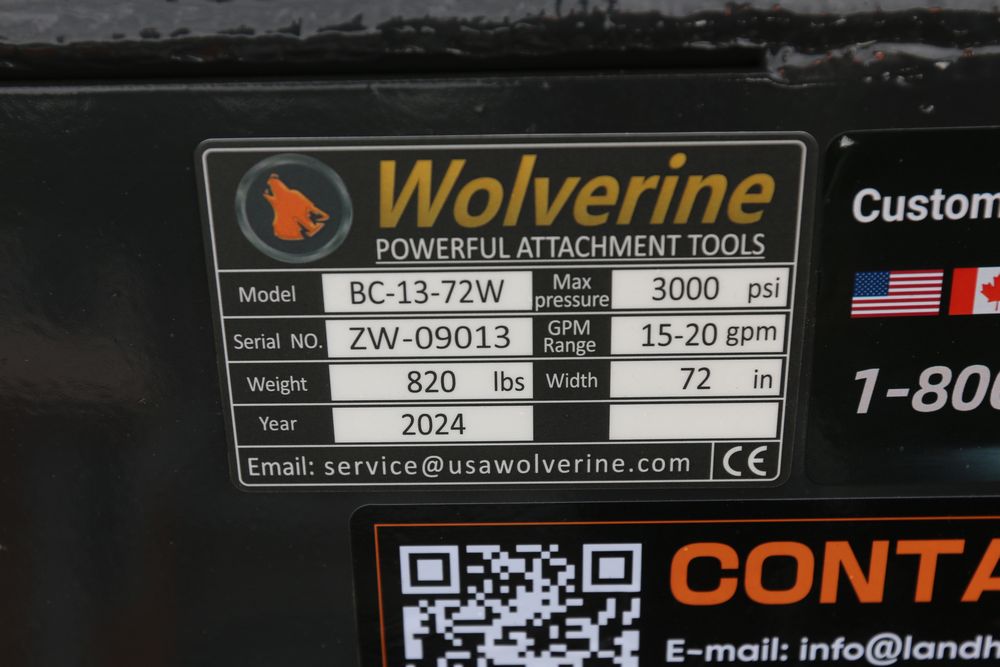 Wolverine
POWERFUL ATTACHMENT TOOLS
Model BC-13-72W Max pressure 3000 psi
Serial NO. ZW-09013 GPM Range 15-20 gpm
Weight 820 lbs Width 72 in
Year 2024
Email: service@usawolverine.com CE
Custom
1-800
CONTA
E-mail: info@landh